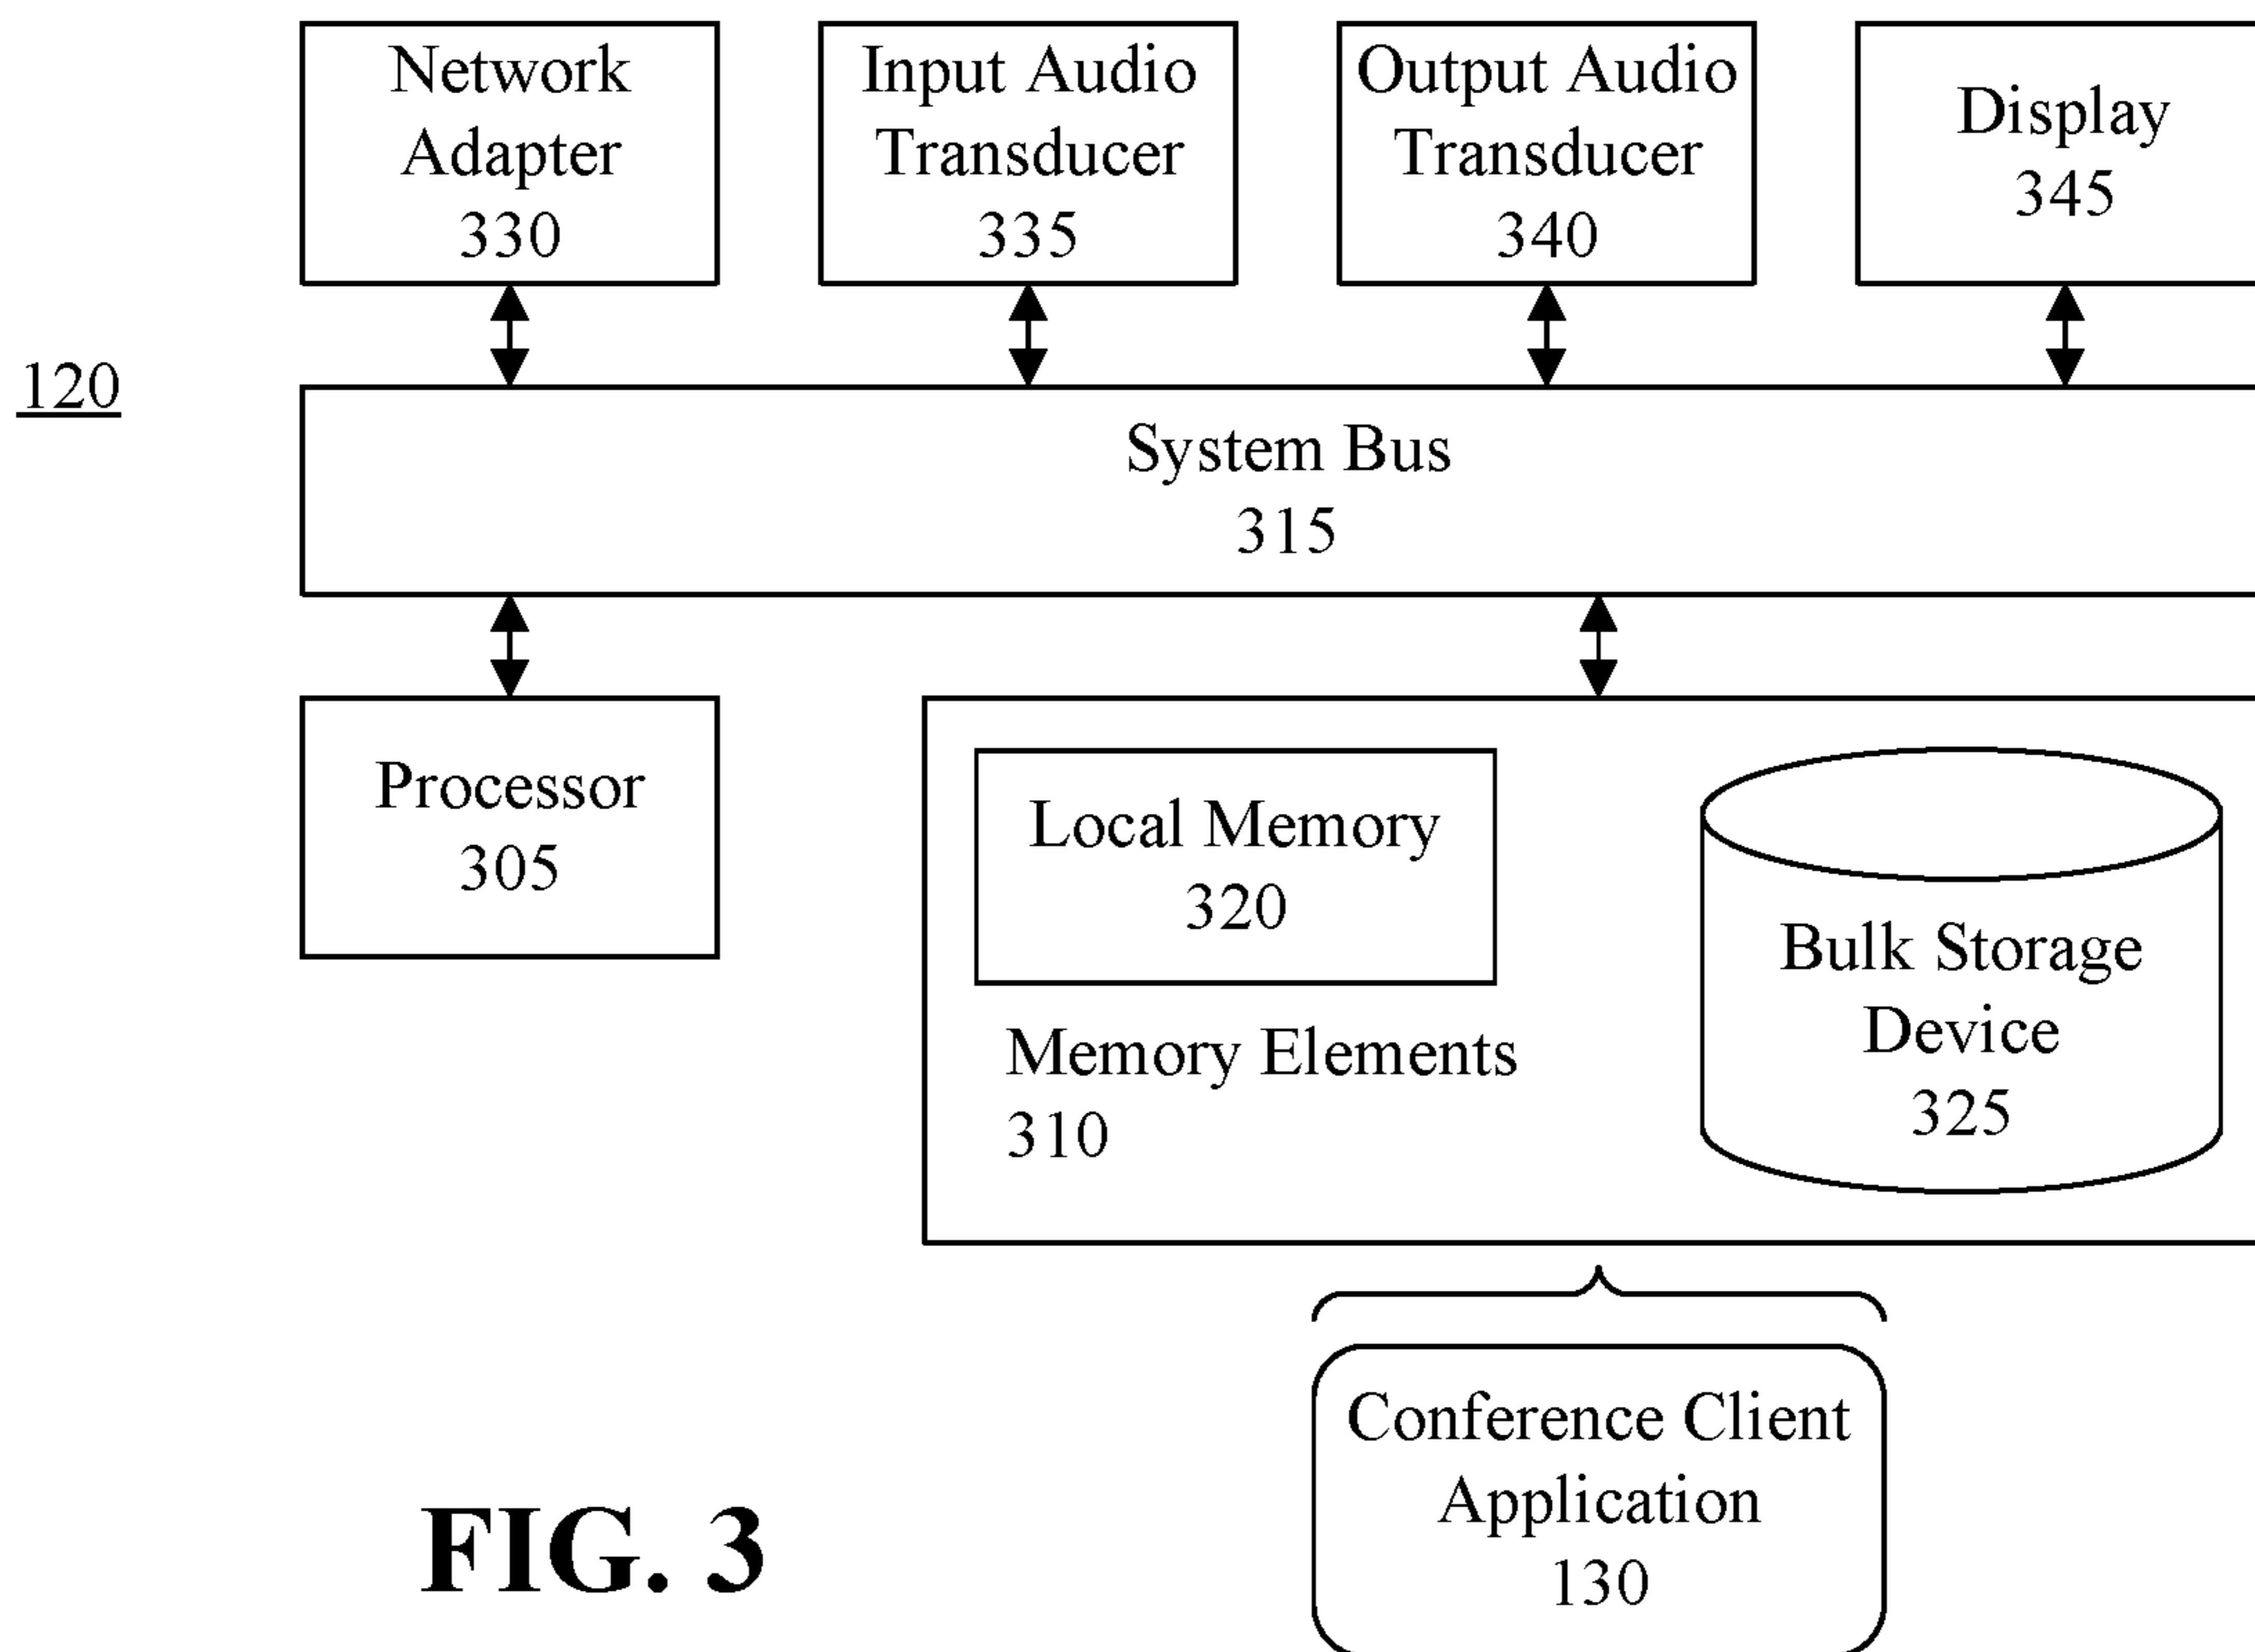 Network
Adapter
330
Input Audio
Transducer
335
Output Audio
Transducer
340
Display
345
120
System Bus
315
Processor
305
Local Memory
320
Memory Elements
310
Bulk Storage
Device
325
Conference Client
Application
130
FIG. 3